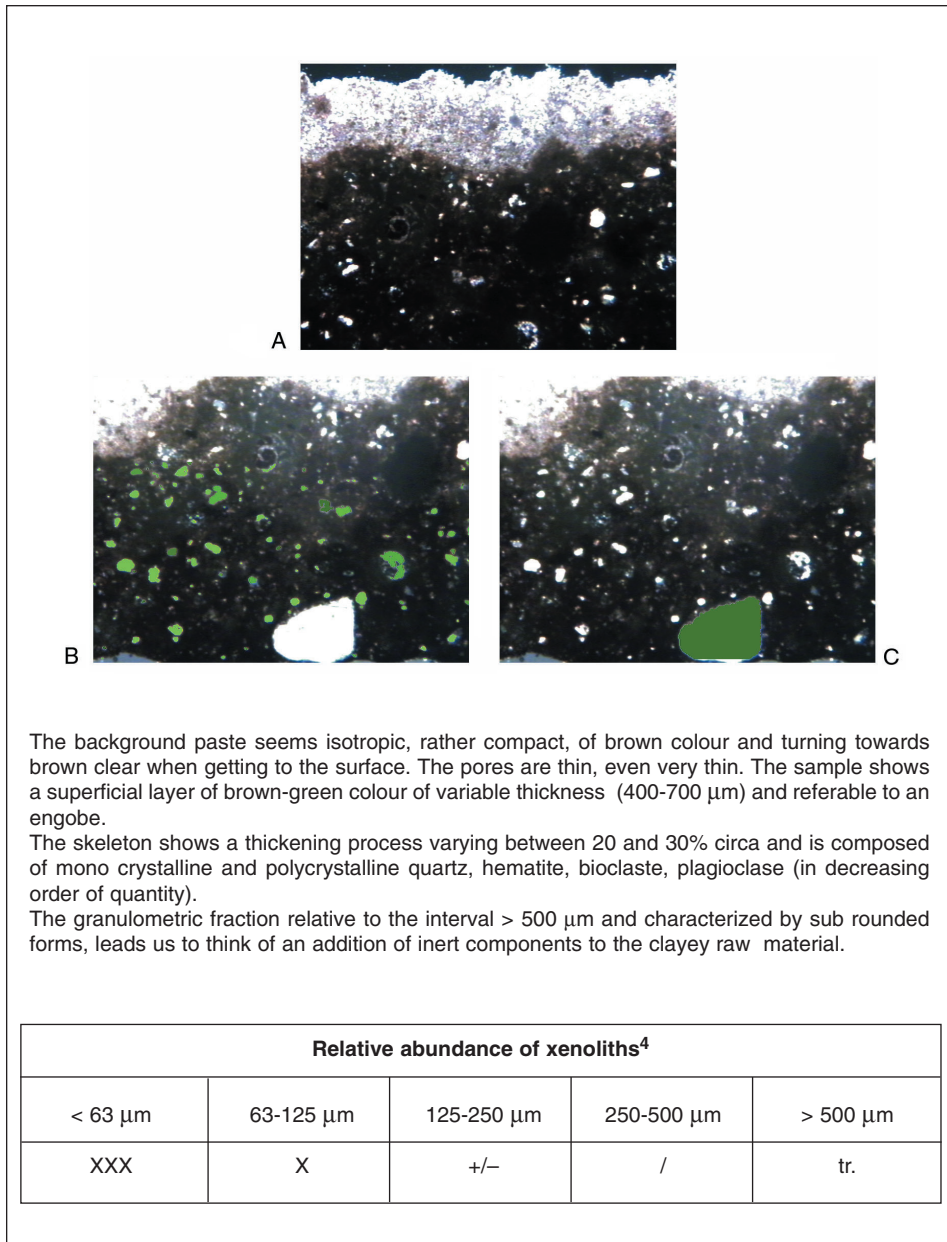 A
B
C
The background paste seems isotropic, rather compact, of brown colour and turning towards
brown clear when getting to the surface. The pores are thin, even very thin. The sample shows
a superficial layer of brown-green colour of variable thickness (400-700 μm) and referable to an
engobe.
The skeleton shows a thickening process varying between 20 and 30% circa and is composed
of mono crystalline and polycrystalline quartz, hematite, bioclaste, plagioclase (in decreasing
order of quantity).
The granulometric fraction relative to the interval > 500 μm and characterized by sub rounded
forms, leads us to think of an addition of inert components to the clayey raw material.
Relative abundance of xenoliths4
< 63 μm 63-125 μm 125-250 μm 250-500 μm > 500 μm
XXX X +/– / tr.